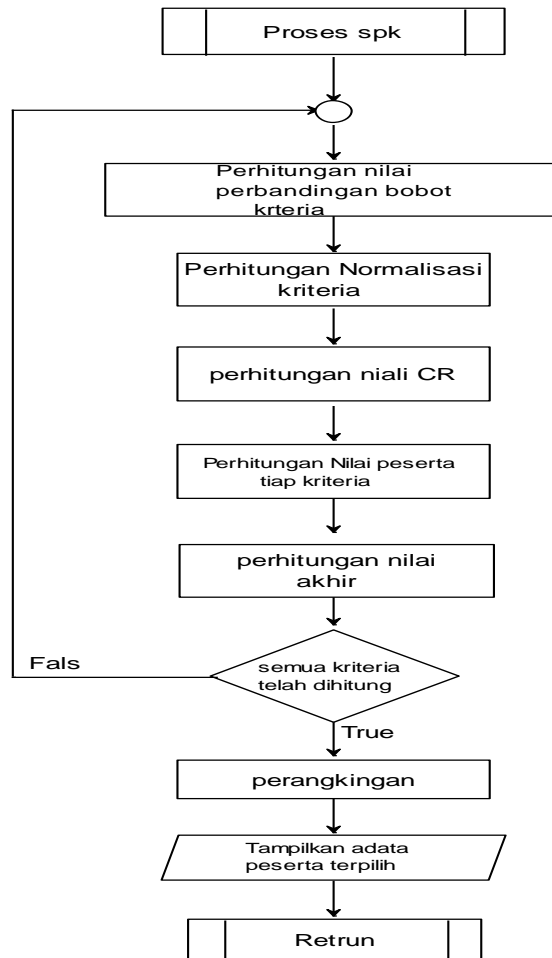 Proses spk
Perhitungan nilai
perbandingan bobot
krteria
Perhitungan Normalisasi
kriteria
perhitungan niali CR
Perhitungan Nilai peserta
tiap kriteria
perhitungan nilai
akhir
Fals
semua kriteria
telah dihitung
True
perangkingan
Tampilkan adata
peserta terpilih
Retrun